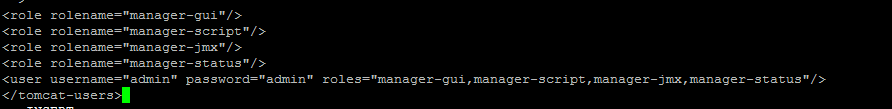 <role rolename="manager-gui"/>
<role rolename="manager-script"/>
<role rolename="manager-jmx"/>
<role rolename="manager-status"/>
<user username="admin" password="admin" roles="manager-gui,manager-script,manager-jmx,manager-status"/>
</tomcat-users>